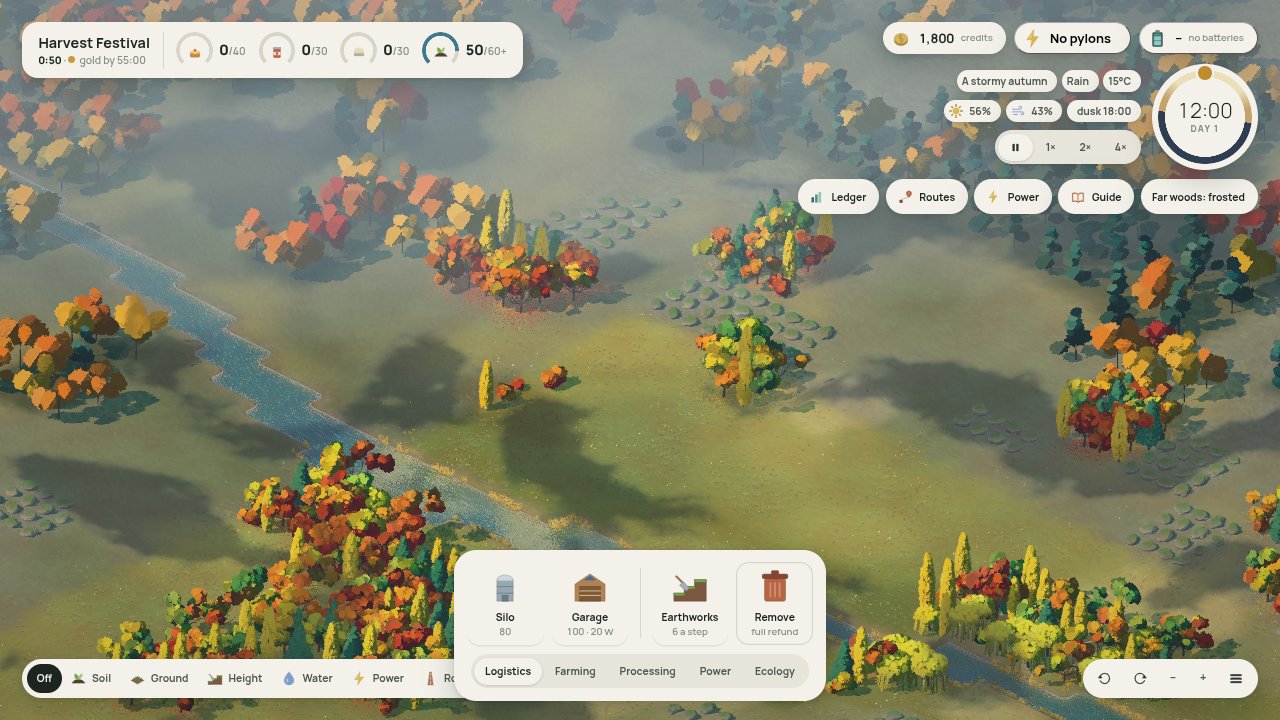 Harvest Festival
0:50 · gold by 55:00
0/40
0/30
0/30
50/60+
1,800 credits
No pylons
– no batteries
A stormy autumn
Rain
15°C
56%
43%
dusk 18:00
12:00
DAY 1
1×
2×
4×
Ledger
Routes
Power
Guide
Far woods: frosted
Silo
80
Garage
100 · 20 W
Earthworks
6 a step
Remove
full refund
Logistics
Farming
Processing
Power
Ecology
Off
Soil
Ground
Height
Water
Power
− +